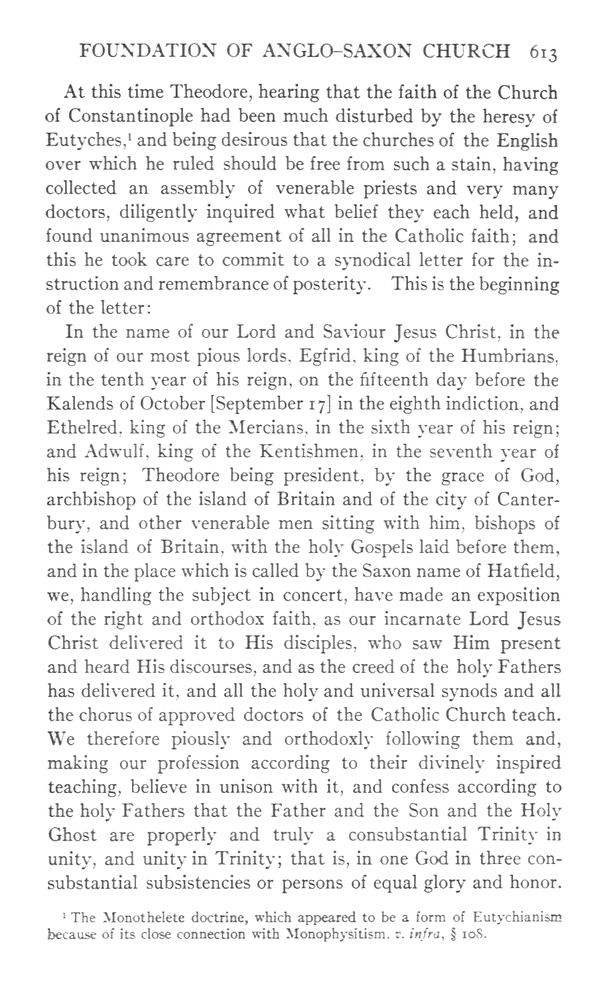 FOUNDATION OF ANGLO-SAXON CHURCH 613
At this time Theodore, hearing that the faith of the Church
of Constantinople had been much disturbed by the heresy of
Eutyches,¹ and being desirous that the churches of the English
over which he ruled should be free from such a stain, having
collected an assembly of venerable priests and very many
doctors, diligently inquired what belief they each held, and
found unanimous agreement of all in the Catholic faith; and
this he took care to commit to a synodical letter for the in-
struction and remembrance of posterity. This is the beginning
of the letter:
In the name of our Lord and Saviour Jesus Christ, in the
reign of our most pious lords, Egfrid, king of the Humbrians,
in the tenth year of his reign, on the fifteenth day before the
Kalends of October [September 17] in the eighth indiction, and
Ethelred, king of the Mercians, in the sixth year of his reign;
and Adwulf, king of the Kentishmen, in the seventh year of
his reign; Theodore being president, by the grace of God,
archbishop of the island of Britain and of the city of Canter-
bury, and other venerable men sitting with him, bishops of
the island of Britain, with the holy Gospels laid before them,
and in the place which is called by the Saxon name of Hatfield,
we, handling the subject in concert, have made an exposition
of the right and orthodox faith, as our incarnate Lord Jesus
Christ delivered it to His disciples, who saw Him present
and heard His discourses, and as the creed of the holy Fathers
has delivered it, and all the holy and universal synods and all
the chorus of approved doctors of the Catholic Church teach.
We therefore piously and orthodoxly following them and,
making our profession according to their divinely inspired
teaching, believe in unison with it, and confess according to
the holy Fathers that the Father and the Son and the Holy
Ghost are properly and truly a consubstantial Trinity in
unity, and unity in Trinity; that is, in one God in three con-
substantial subsistencies or persons of equal glory and honor.
¹ The Monothelete doctrine, which appeared to be a form of Eutychianism
because of its close connection with Monophysitism. v. infra, § 108.